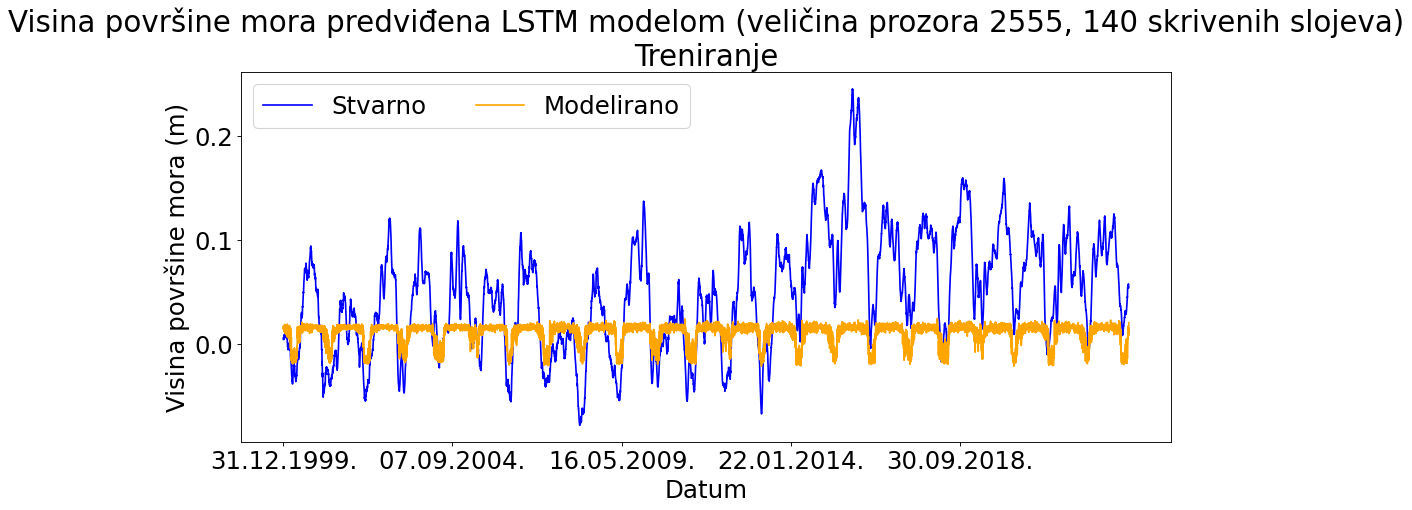 Visina površine mora predviđena LSTM modelom (veličina prozora 2555, 140 skrivenih slojeva)
Treniranje
Stvarno
Modelirano
Visina površine mora (m)
0.2
0.1
0.0
31.12.1999.
07.09.2004.
16.05.2009.
22.01.2014.
30.09.2018.
Datum